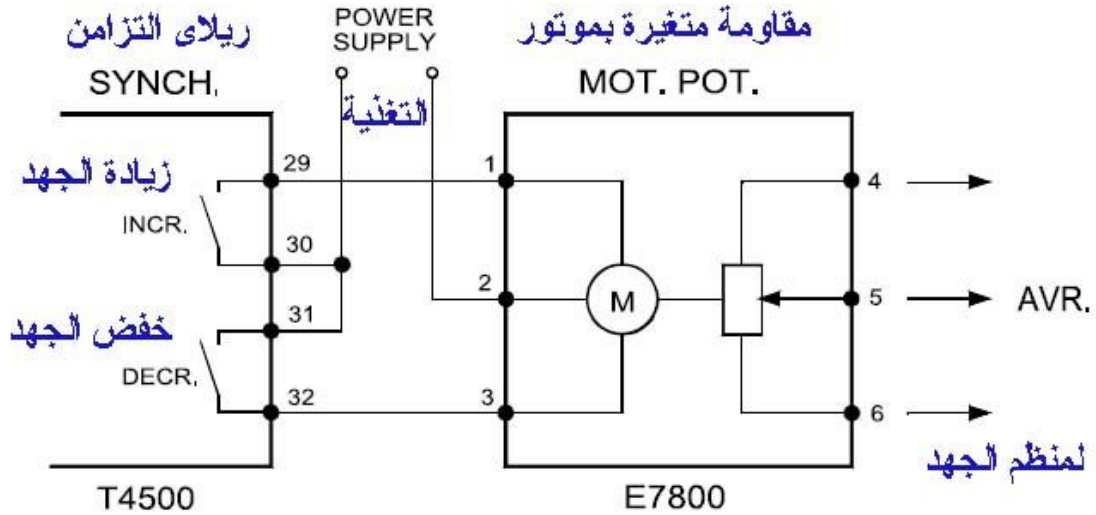 ريلاى التزامن
POWER
SUPPLY
مقاومة متغيرة بموتور
SYNCH.
MOT. POT.
التغذية
زيادة الجهد
29
1
4
INCR.
30
2
M
5
AVR.
31
خفض الجهد
DECR.
32
3
6
لمنظم الجهد
T4500
E7800